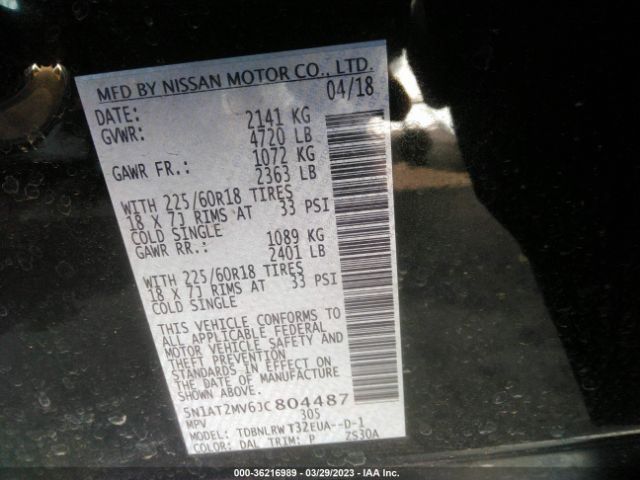 MFD BY NISSAN MOTOR CO., LTD.
DATE: 04/18
GVWR: 2141 KG
4720 LB
GAWR FR.: 1072 KG
2363 LB
WITH 225/60R18 TIRES
18 X 7J RIMS AT 33 PSI
COLD SINGLE
GAWR RR.: 1089 KG
2401 LB
WITH 225/60R18 TIRES
18 X 7J RIMS AT 33 PSI
COLD SINGLE
THIS VEHICLE CONFORMS TO
ALL APPLICABLE FEDERAL
MOTOR VEHICLE SAFETY AND
THEFT PREVENTION
STANDARDS IN EFFECT ON
THE DATE OF MANUFACTURE
SHOWN ABOVE.
5N1AT2MV6JC804487
MPV 305
MODEL: TDBNLRWT32EUA--D-1
COLOR: DAL TRIM: P ZS30A
000-36216989 — 03/29/2023 — IAA Inc.